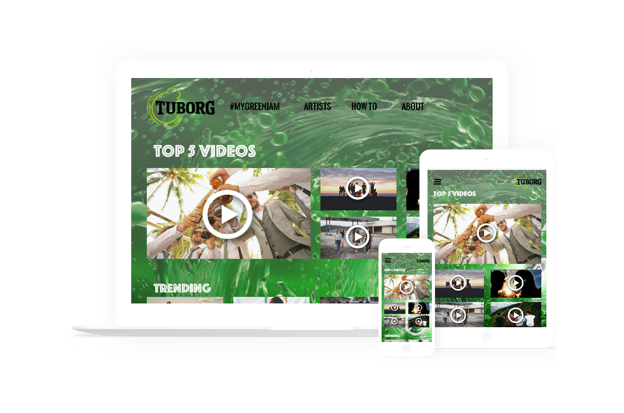 TUBORG
#MYGREENJAM ARTISTS HOW TO ABOUT
TOP 5 VIDEOS
TRENDING
TUBORG
TOP 5 VIDEOS
TUBORG
TOP 5 VIDEOS